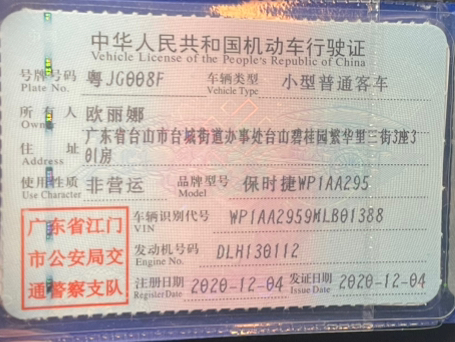 中华人民共和国机动车行驶证
Vehicle License of the People's Republic of China
号牌号码 粤JG008F 车辆类型 小型普通客车
Plate No. Vehicle Type
所有人 欧丽娜
Owner
住址 广东省台山市台城街道办事处台山碧桂园繁华里三街3座3
Address 01房
使用性质 非营运 品牌型号 保时捷WP1AA295
Use Character Model
车辆识别代号 WP1AA2959MLB01388
VIN
发动机号码 DLH130112
Engine No.
注册日期 2020-12-04 发证日期 2020-12-04
Register Date Issue Date
广东省江门
市公安局交
通警察支队